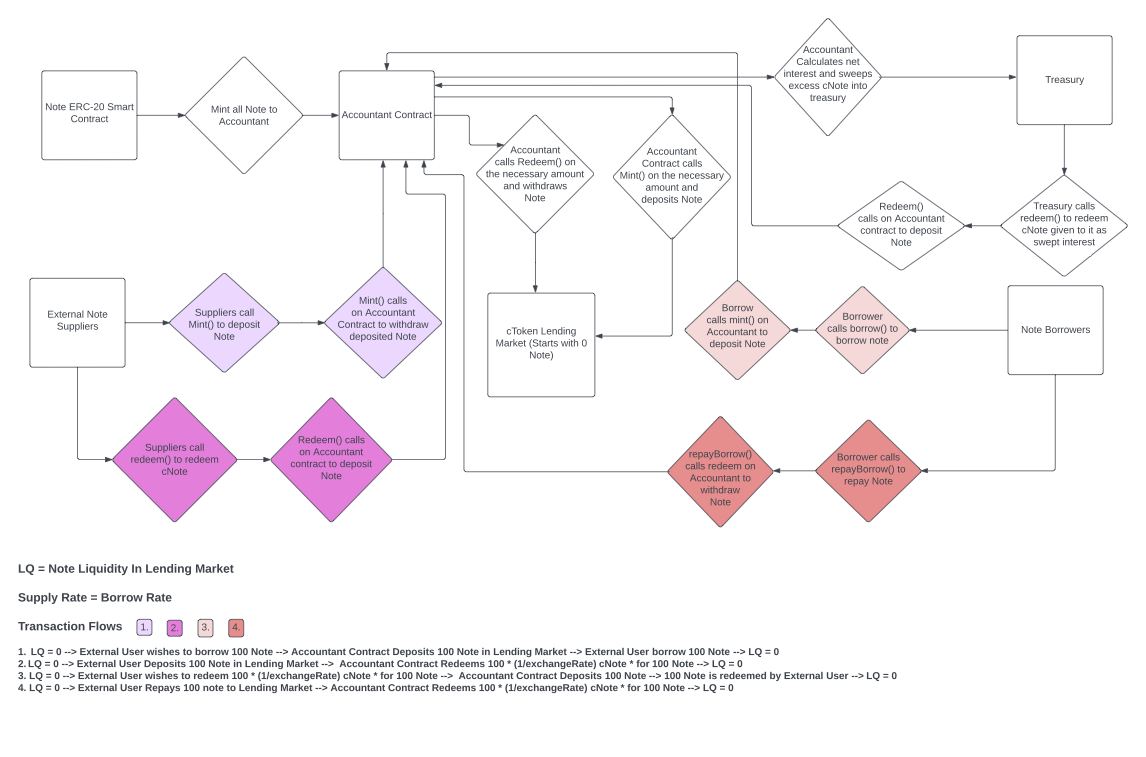 Note ERC-20 Smart
Contract
Mint all Note to
Accountant
Accountant Contract
Accountant
calls Redeem() on
the necessary amount
and withdraws
Note
Accountant
Contract calls
Mint() on the necessary
amount and
deposits Note
Accountant
Calculates net
interest and sweeps
excess cNote into
treasury
Treasury
Redeem()
calls on Accountant
contract to deposit
Note
Treasury calls
redeem() to redeem
cNote given to it as
swept interest
External Note
Suppliers
Suppliers call
Mint() to deposit
Note
Mint() calls
on Accountant
Contract to withdraw
deposited Note
cToken Lending
Market (Starts with 0
Note)
Borrow
calls mint() on
Accountant to
deposit Note
Borrower
calls borrow() to
borrow note
Note Borrowers
Suppliers call
redeem() to redeem
cNote
Redeem() calls
on Accountant
contract to deposit
Note
repayBorrow()
calls redeem on
Accountant to
withdraw
Note
Borrower calls
repayBorrow() to
repay Note
LQ = Note Liquidity In Lending Market
Supply Rate = Borrow Rate
Transaction Flows 1. 2. 3. 4.
1. LQ = 0 --> External User wishes to borrow 100 Note --> Accountant Contract Deposits 100 Note in Lending Market --> External User borrow 100 Note --> LQ = 0
2. LQ = 0 --> External User Deposits 100 Note in Lending Market --> Accountant Contract Redeems 100 * (1/exchangeRate) cNote * for 100 Note --> LQ = 0
3. LQ = 0 --> External User wishes to redeem 100 * (1/exchangeRate) cNote * for 100 Note --> Accountant Contract Deposits 100 Note --> 100 Note is redeemed by External User --> LQ = 0
4. LQ = 0 --> External User Repays 100 note to Lending Market --> Accountant Contract Redeems 100 * (1/exchangeRate) cNote * for 100 Note --> LQ = 0